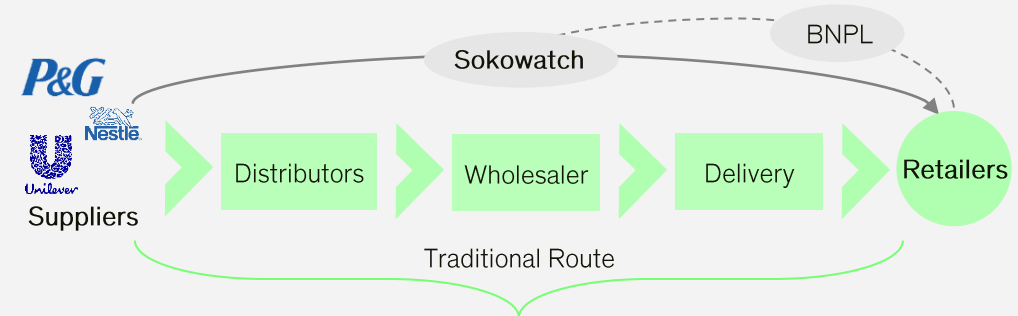 BNPL
Sokowatch
P&G
Nestlé
Unilever
Suppliers
Distributors
Wholesaler
Delivery
Retailers
Traditional Route